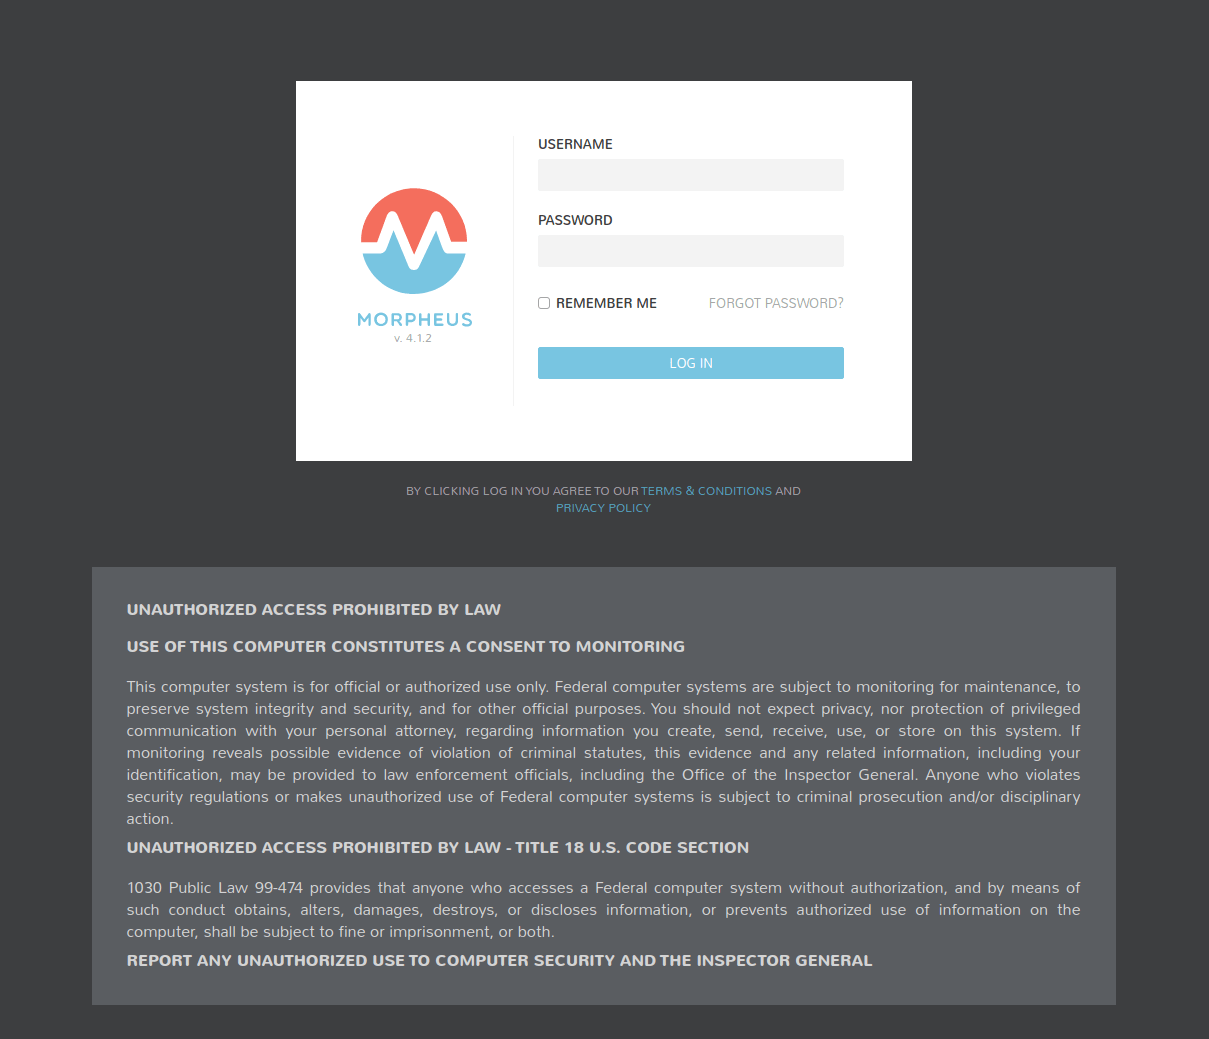 USERNAME
PASSWORD
REMEMBER ME FORGOT PASSWORD?
LOG IN
MORPHEUS
v. 4.1.2
BY CLICKING LOG IN YOU AGREE TO OUR TERMS & CONDITIONS AND
PRIVACY POLICY
UNAUTHORIZED ACCESS PROHIBITED BY LAW
USE OF THIS COMPUTER CONSTITUTES A CONSENT TO MONITORING
This computer system is for official or authorized use only. Federal computer systems are subject to monitoring for maintenance, to
preserve system integrity and security, and for other official purposes. You should not expect privacy, nor protection of privileged
communication with your personal attorney, regarding information you create, send, receive, use, or store on this system. If
monitoring reveals possible evidence of violation of criminal statutes, this evidence and any related information, including your
identification, may be provided to law enforcement officials, including the Office of the Inspector General. Anyone who violates
security regulations or makes unauthorized use of Federal computer systems is subject to criminal prosecution and/or disciplinary
action.
UNAUTHORIZED ACCESS PROHIBITED BY LAW - TITLE 18 U.S. CODE SECTION
1030 Public Law 99-474 provides that anyone who accesses a Federal computer system without authorization, and by means of
such conduct obtains, alters, damages, destroys, or discloses information, or prevents authorized use of information on the
computer, shall be subject to fine or imprisonment, or both.
REPORT ANY UNAUTHORIZED USE TO COMPUTER SECURITY AND THE INSPECTOR GENERAL